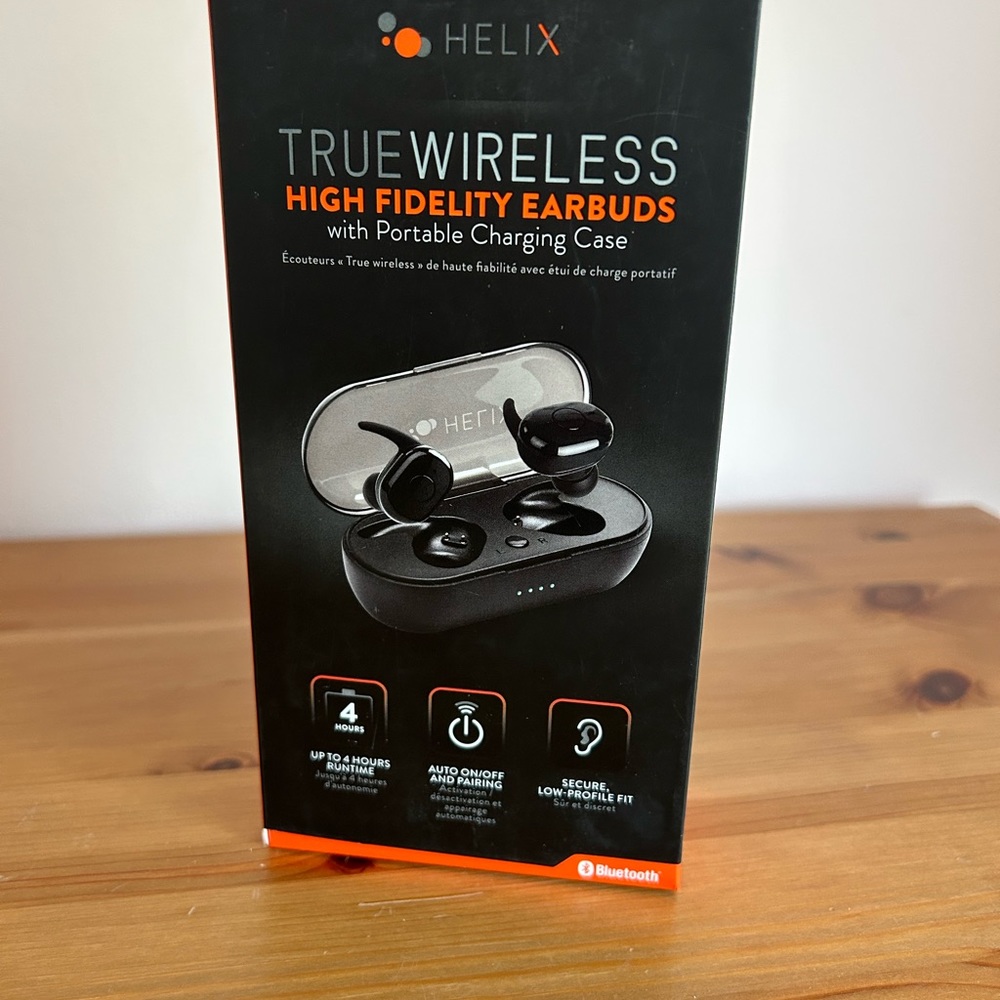 HELIX
TRUEWIRELESS
HIGH FIDELITY EARBUDS
with Portable Charging Case
Écouteurs « True wireless » de haute fiabilité avec étui de charge portatif
HELIX
L R
4
HOURS
UP TO 4 HOURS
RUNTIME
Jusqu'à 4 heures
d'autonomie
AUTO ON/OFF
AND PAIRING
Activation /
désactivation et
appairage
automatiques
SECURE,
LOW-PROFILE FIT
Sûr et discret
Bluetooth